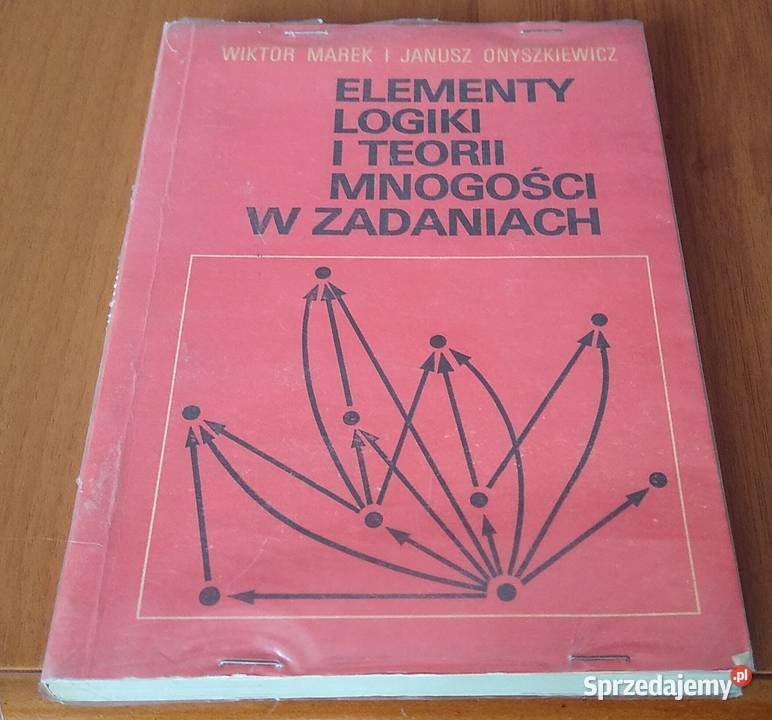 WIKTOR MAREK I JANUSZ ONYSZKIEWICZ
ELEMENTY
LOGIKI
I TEORII
MNOGOŚCI
W ZADANIACH
Sprzedajemy.pl